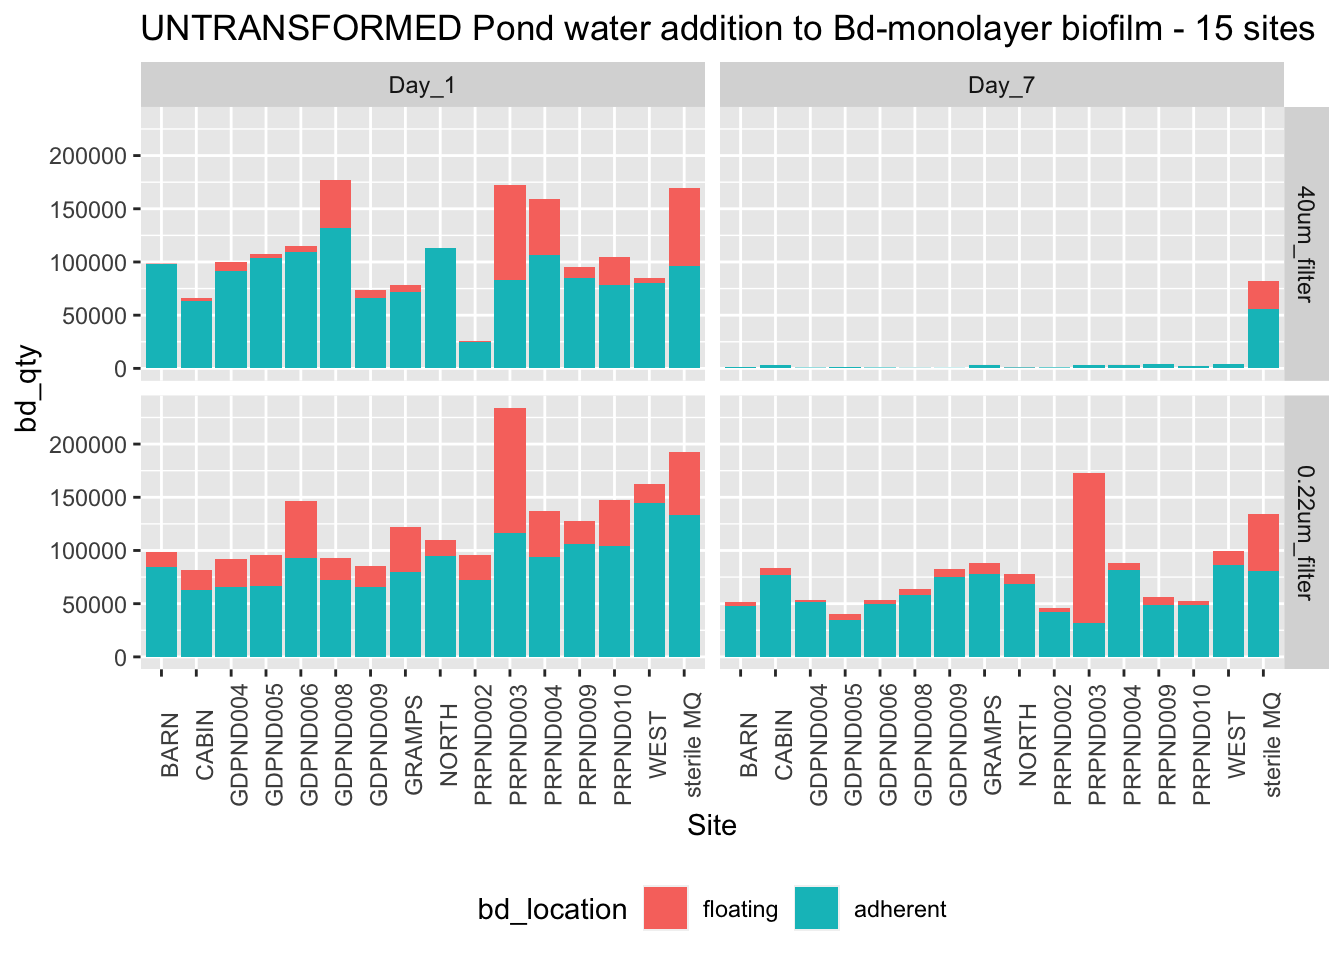 UNTRANSFORMED Pond water addition to Bd-monolayer biofilm - 15 sites
Day_1
Day_7
200000
150000
100000
50000
0
40um_filter
bd_qty
200000
150000
100000
50000
0
0.22um_filter
BARN
CABIN
GDPND004
GDPND005
GDPND006
GDPND008
GDPND009
GRAMPS
NORTH
PRPND002
PRPND003
PRPND004
PRPND009
PRPND010
WEST
sterile MQ
BARN
CABIN
GDPND004
GDPND005
GDPND006
GDPND008
GDPND009
GRAMPS
NORTH
PRPND002
PRPND003
PRPND004
PRPND009
PRPND010
WEST
sterile MQ
Site
bd_location
floating
adherent